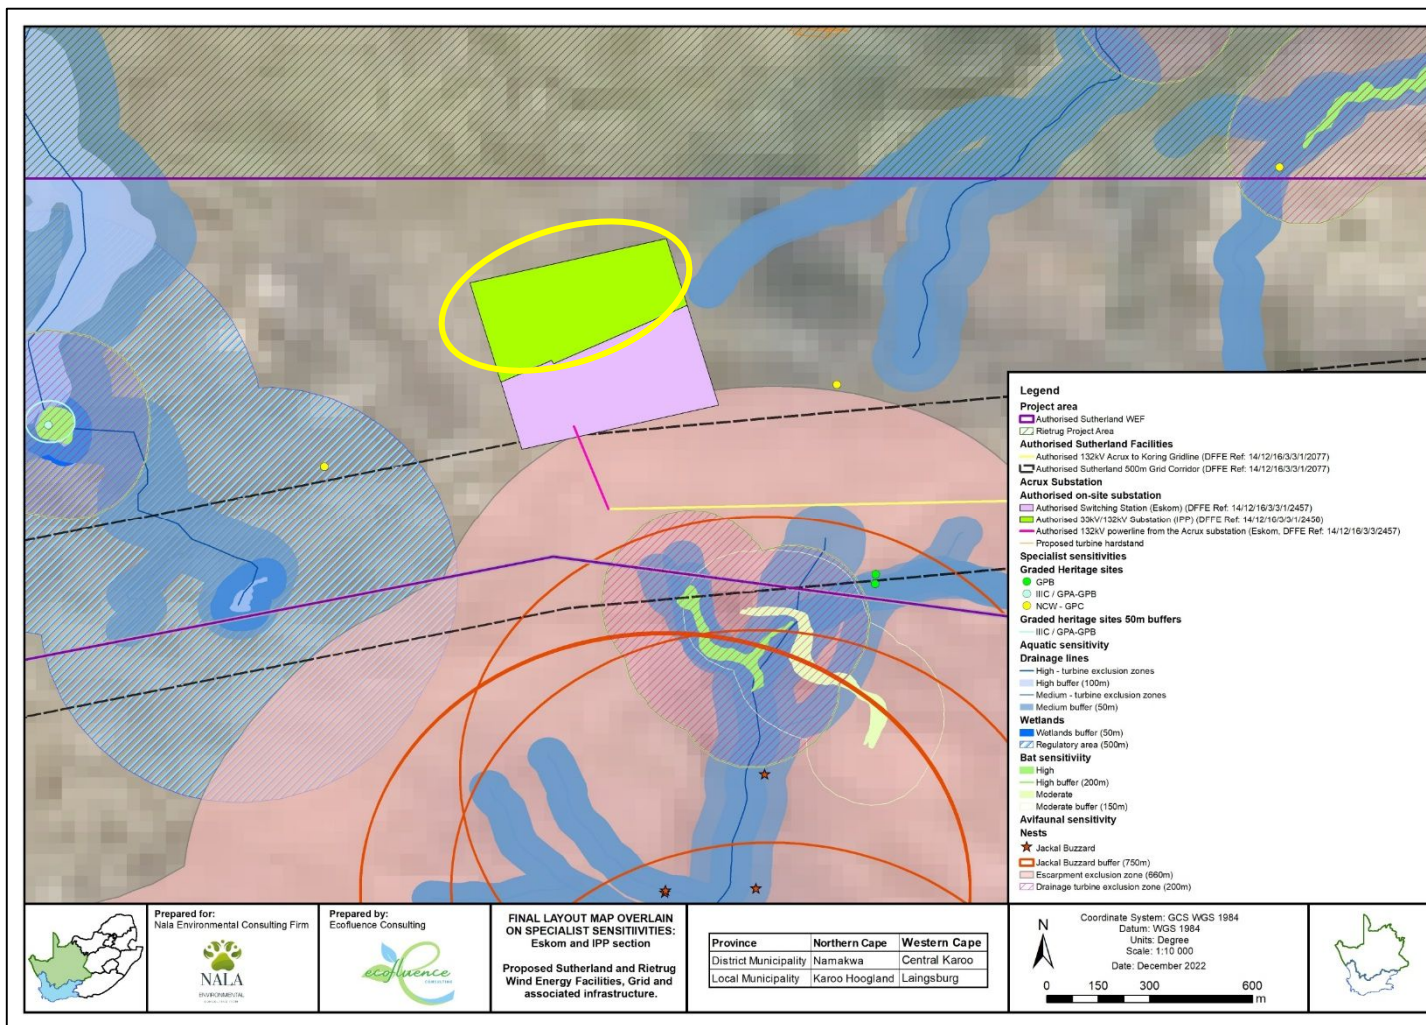 Legend
Project area
Authorised Sutherland WEF
Rietrug Project Area
Authorised Sutherland Facilities
Authorised 132kV Acrux to Koring Gridline (DFFE Ref: 14/12/16/3/3/1/2077)
Authorised Sutherland 500m Grid Corridor (DFFE Ref: 14/12/16/3/3/1/2077)
Acrux Substation
Authorised on-site substation
Authorised Switching Station (Eskom) (DFFE Ref: 14/12/16/3/3/1/2457)
Authorised 33kV/132kV Substation (IPP) (DFFE Ref: 14/12/16/3/3/1/2458)
Authorised 132kV powerline from the Acrux substation (Eskom, DFFE Ref: 14/12/16/3/3/2457)
Proposed turbine hardstand
Specialist sensitivities
Graded Heritage sites
GPB
IIIC / GPA-GPB
NCW - GPC
Graded heritage sites 50m buffers
IIIC / GPA-GPB
Aquatic sensitivity
Drainage lines
High - turbine exclusion zones
High buffer (100m)
Medium - turbine exclusion zones
Medium buffer (50m)
Wetlands
Wetlands buffer (50m)
Regulatory area (500m)
Bat sensitiviity
High
High buffer (200m)
Moderate
Moderate buffer (150m)
Avifaunal sensitivity
Nests
Jackal Buzzard
Jackal Buzzard buffer (750m)
Escarpment exclusion zone (660m)
Drainage turbine exclusion zone (200m)
Prepared for:
Nala Environmental Consulting Firm
NALA
ENVIRONMENTAL
Prepared by:
Ecofluence Consulting
ecofluence
CONSULTING
FINAL LAYOUT MAP OVERLAIN
ON SPECIALIST SENSITIIVITIES:
Eskom and IPP section
Proposed Sutherland and Rietrug
Wind Energy Facilities, Grid and
associated infrastructure.
Province Northern Cape Western Cape
District Municipality Namakwa Central Karoo
Local Municipality Karoo Hoogland Laingsburg
N
Coordinate System: GCS WGS 1984
Datum: WGS 1984
Units: Degree
Scale: 1:10 000
Date: December 2022
0 150 300 600
m